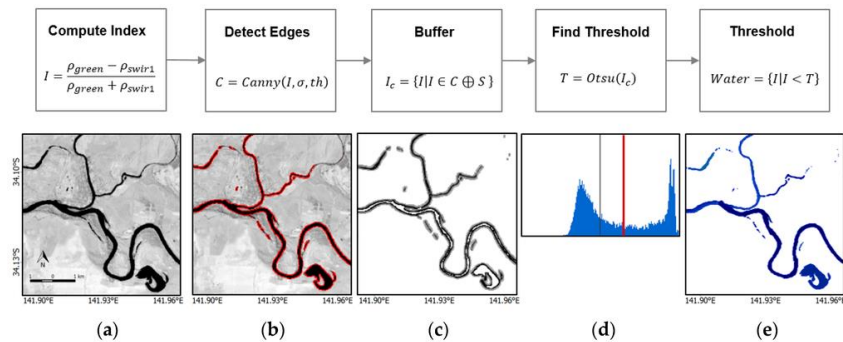 Compute Index
I = (ρgreen − ρswir1) / (ρgreen + ρswir1)
Detect Edges
C = Canny(I, σ, th)
Buffer
Ic = {I|I ∈ C ⊕ S}
Find Threshold
T = Otsu(Ic)
Threshold
Water = {I|I < T}
34.10°S
34.13°S
N
1 0 1 km
141.90°E 141.93°E 141.96°E
141.90°E 141.93°E 141.96°E
141.90°E 141.93°E 141.96°E
141.90°E 141.93°E 141.96°E
(a) (b) (c) (d) (e)